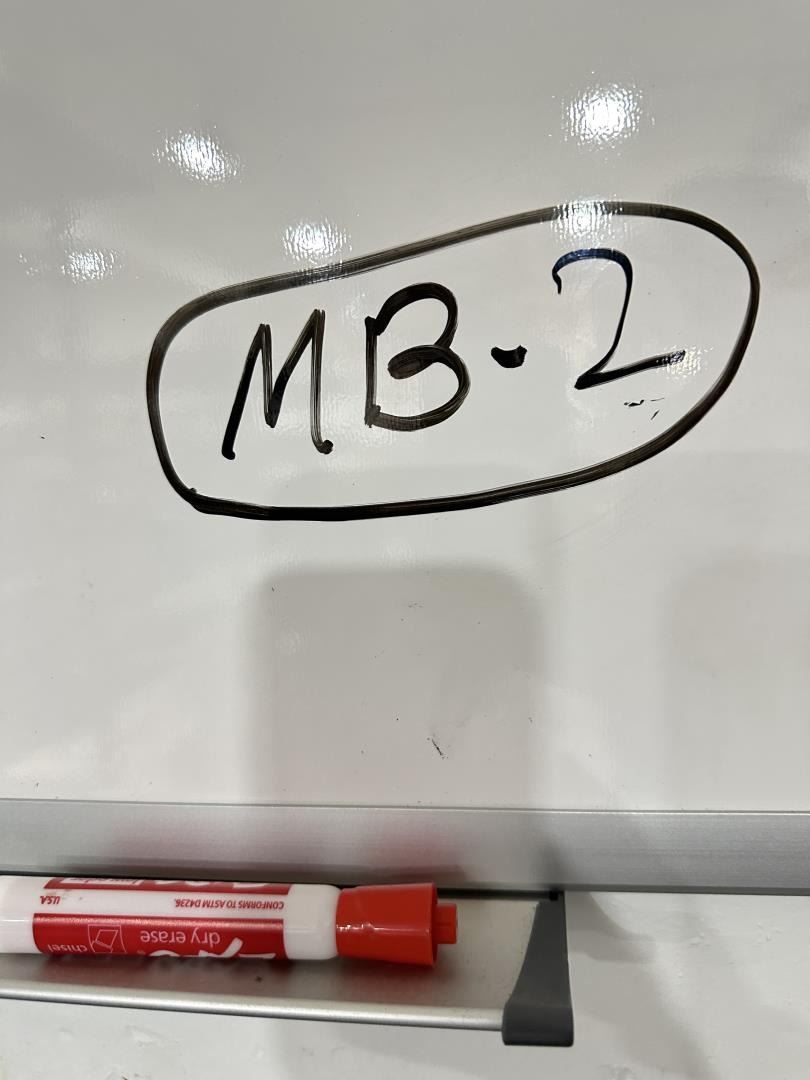 MB-2
CONFORMS TO ASTM D4236.
USA
dry erase
chisel